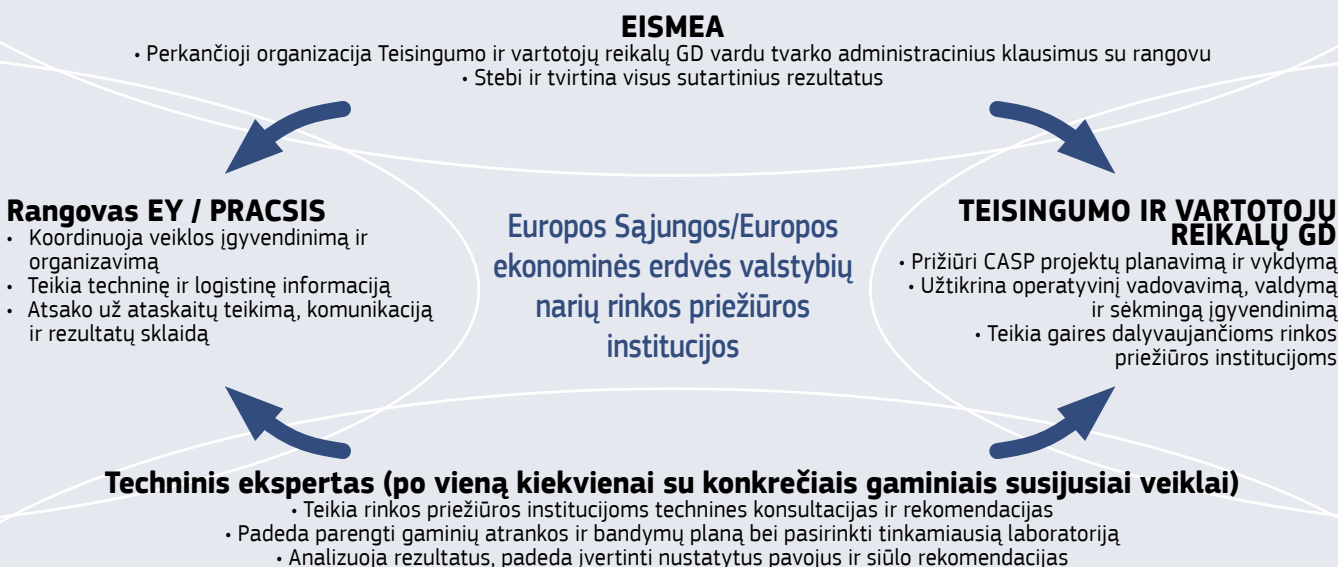 EISMEA
• Perkančioji organizacija Teisingumo ir vartotojų reikalų GD vardu tvarko administracinius klausimus su rangovu
• Stebi ir tvirtina visus sutartinius rezultatus
Rangovas EY / PRACSIS
• Koordinuoja veiklos įgyvendinimą ir
organizavimą
• Teikia techninę ir logistinę informaciją
• Atsako už ataskaitų teikimą, komunikaciją
ir rezultatų sklaidą
Europos Sąjungos/Europos
ekonominės erdvės valstybių
narių rinkos priežiūros
institucijos
TEISINGUMO IR VARTOTOJŲ
REIKALŲ GD
• Prižiūri CASP projektų planavimą ir vykdymą
• Užtikrina operatyvinį vadovavimą, valdymą
ir sėkmingą įgyvendinimą
• Teikia gaires dalyvaujančioms rinkos
priežiūros institucijoms
Techninis ekspertas (po vieną kiekvienai su konkrečiais gaminiais susijusiai veiklai)
• Teikia rinkos priežiūros institucijoms technines konsultacijas ir rekomendacijas
• Padeda parengti gaminių atrankos ir bandymų planą bei pasirinkti tinkamiausią laboratoriją
• Analizuoja rezultatus, padeda įvertinti nustatytus pavojus ir siūlo rekomendacijas